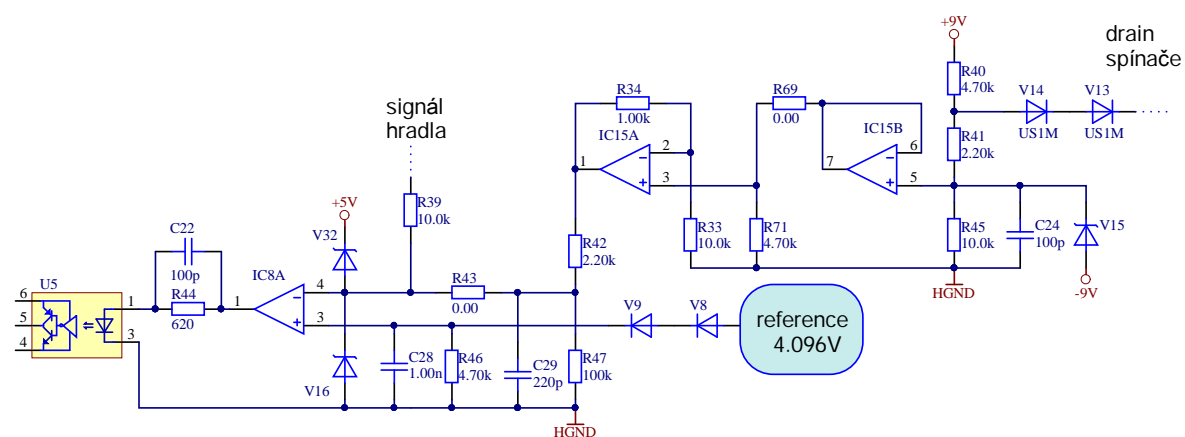 +9V
drain
spínače
R40
4.70k
V14
US1M
V13
US1M
R34
1.00k
R69
0.00
signál
hradla
IC15A
IC15B
R41
2.20k
1
2
3
7
6
5
R39
10.0k
+5V
R33
10.0k
R71
4.70k
R45
10.0k
C24
100p
V15
C22
100p
V32
R42
2.20k
HGND
-9V
U5
R44
620
IC8A
R43
0.00
6
5
4
1
3
1
4
3
V9
V8
reference
4.096V
V16
C28
1.00n
R46
4.70k
C29
220p
R47
100k
HGND